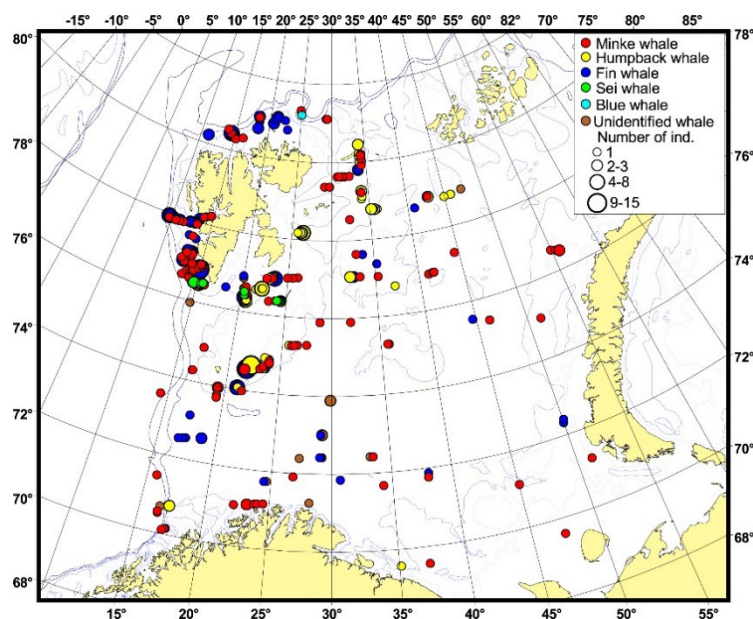 -15° -10° -5° 0° 5° 10° 15° 20° 25° 30° 35° 40° 45° 50° 82° 70° 75° 80° 85°
80° 78°
Minke whale
Humpback whale
Fin whale
Sei whale
Blue whale
Unidentified whale
Number of ind.
1
2-3
4-8
9-15
78° 76°
76° 74°
74° 72°
72° 70°
70° 68°
68° 66°
15° 20° 25° 30° 35° 40° 45° 50° 55°